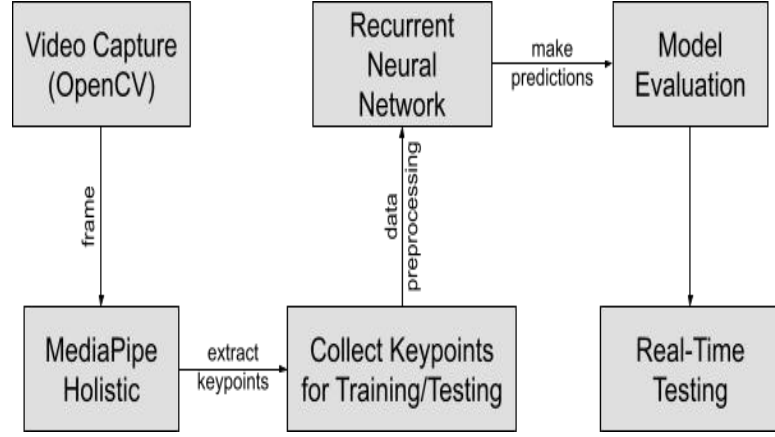 Video Capture
(OpenCV)
frame
MediaPipe
Holistic
extract
keypoints
Collect Keypoints
for Training/Testing
data
preprocessing
Recurrent
Neural
Network
make
predictions
Model
Evaluation
Real-Time
Testing